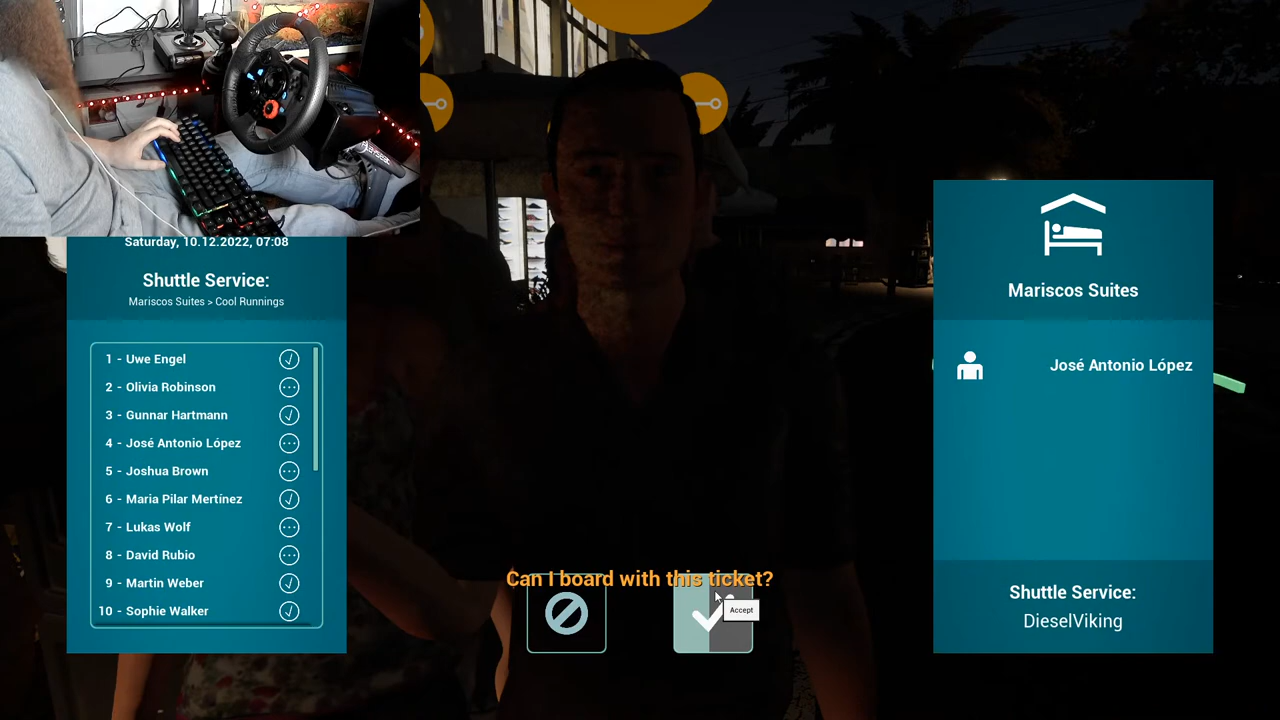 Saturday, 10.12.2022, 07:08
Shuttle Service:
Mariscos Suites > Cool Runnings
1 - Uwe Engel
2 - Olivia Robinson
3 - Gunnar Hartmann
4 - José Antonio López
5 - Joshua Brown
6 - Maria Pilar Mertínez
7 - Lukas Wolf
8 - David Rubio
9 - Martin Weber
10 - Sophie Walker
Can I board with this ticket?
Accept
Mariscos Suites
José Antonio López
Shuttle Service:
DieselViking